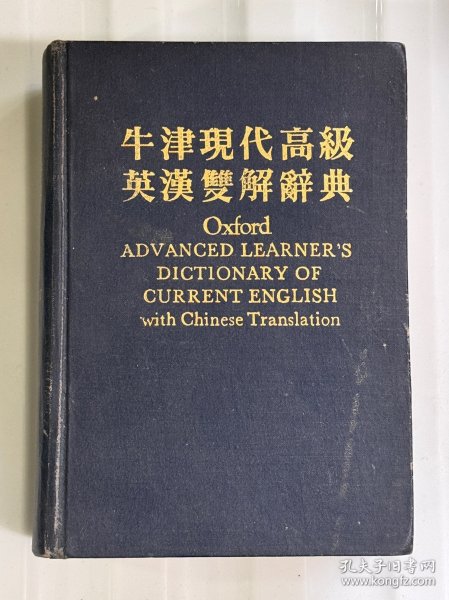 牛津現代高級
英漢雙解辭典
Oxford
ADVANCED LEARNER'S
DICTIONARY OF
CURRENT ENGLISH
with Chinese Translation
孔夫子旧书网
www.kongfz.com